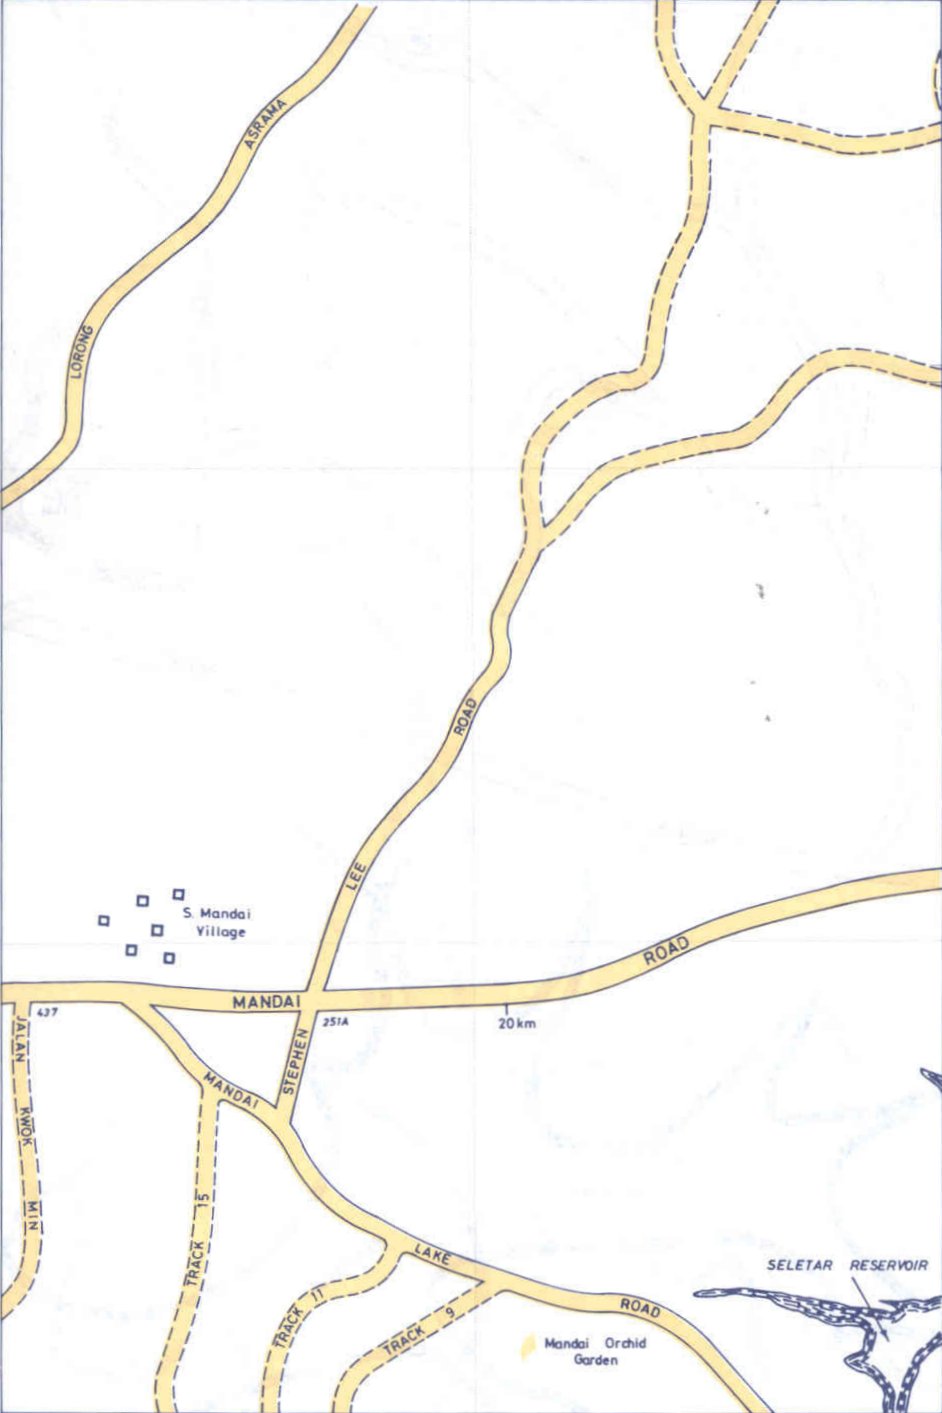 LORONG ASRAMA
STEPHEN LEE ROAD
S. Mandai
Village
MANDAI ROAD
437
251A
20km
JALAN KWOK MIN
MANDAI LAKE ROAD
TRACK 15
TRACK 11
TRACK 9
SELETAR RESERVOIR
Mandai Orchid
Garden